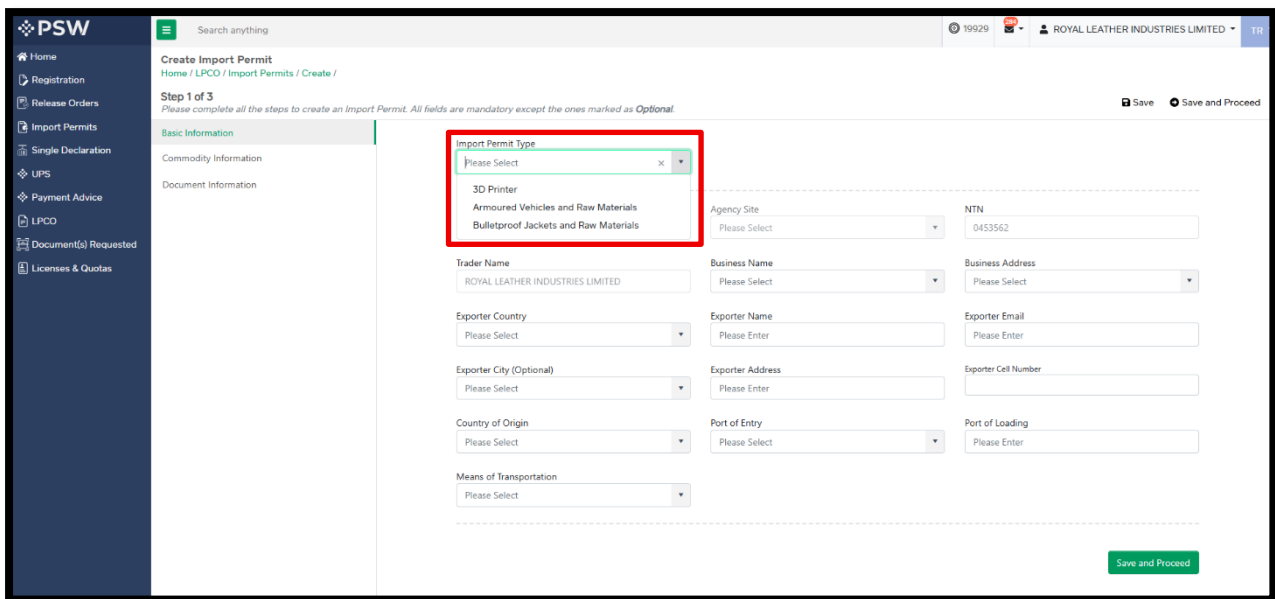 PSW
Search anything
19929
284
ROYAL LEATHER INDUSTRIES LIMITED
TR
Home
Registration
Release Orders
Import Permits
Single Declaration
UPS
Payment Advice
LPCO
Document(s) Requested
Licenses & Quotas
Create Import Permit
Home / LPCO / Import Permits / Create /
Step 1 of 3
Please complete all the steps to create an Import Permit. All fields are mandatory except the ones marked as Optional.
Save
Save and Proceed
Basic Information
Commodity Information
Document Information
Import Permit Type
Please Select
3D Printer
Armoured Vehicles and Raw Materials
Bulletproof Jackets and Raw Materials
Agency Site
Please Select
NTN
0453562
Trader Name
ROYAL LEATHER INDUSTRIES LIMITED
Business Name
Please Select
Business Address
Please Select
Exporter Country
Please Select
Exporter Name
Please Enter
Exporter Email
Please Enter
Exporter City (Optional)
Please Select
Exporter Address
Please Enter
Exporter Cell Number
Country of Origin
Please Select
Port of Entry
Please Select
Port of Loading
Please Enter
Means of Transportation
Please Select
Save and Proceed